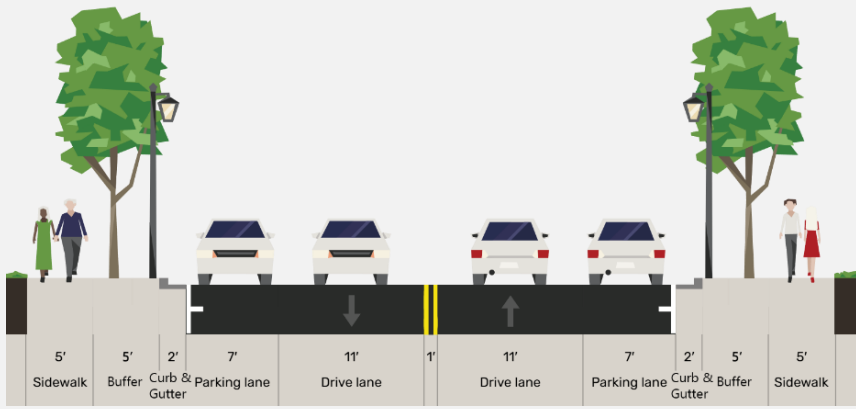 5’ 5’ 2’ 7’ 11’ 1’ 11’ 7’ 2’ 5’ 5’
Sidewalk Buffer Curb & Parking lane Drive lane Drive lane Parking lane Curb & Buffer Sidewalk
Gutter Gutter